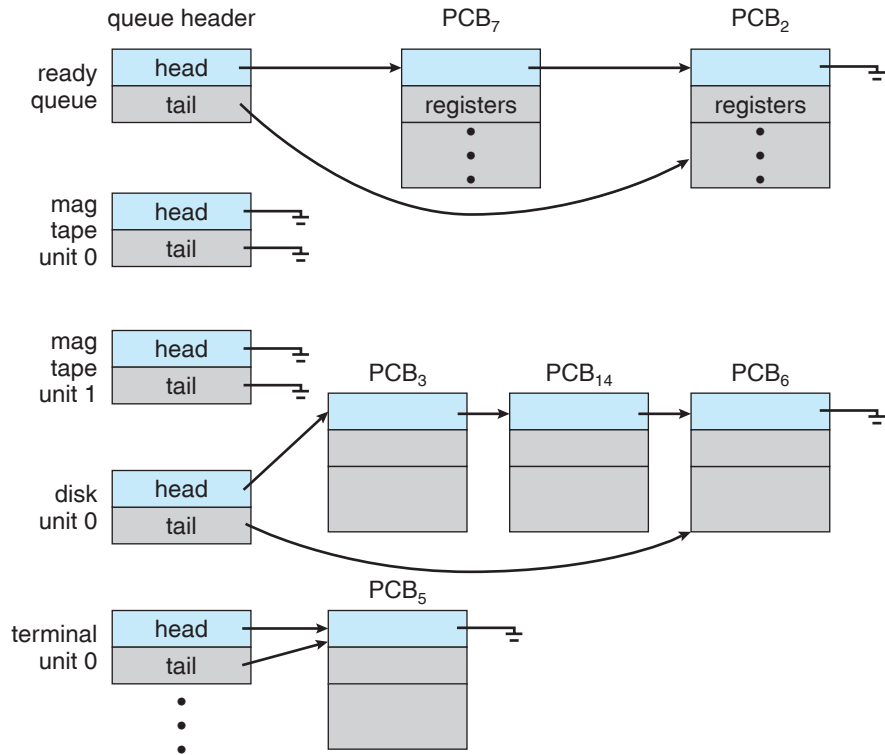 queue header
PCB₇
PCB₂
ready
queue
head
tail
registers
registers
mag
tape
unit 0
head
tail
mag
tape
unit 1
head
tail
PCB₃
PCB₁₄
PCB₆
disk
unit 0
head
tail
PCB₅
terminal
unit 0
head
tail